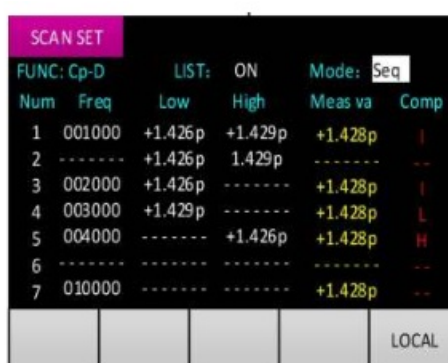 SCAN SET
FUNC: Cp-D LIST: ON Mode: Seq
Num Freq Low High Meas va Comp
1 001000 +1.426p +1.429p +1.428p I
2 ------- +1.426p 1.429p ------- --
3 002000 +1.426p ------- +1.428p I
4 003000 +1.429p ------- +1.428p L
5 004000 ------- +1.426p +1.428p H
6 ------- ------- ------- ------- --
7 010000 ------- ------- +1.428p --
LOCAL